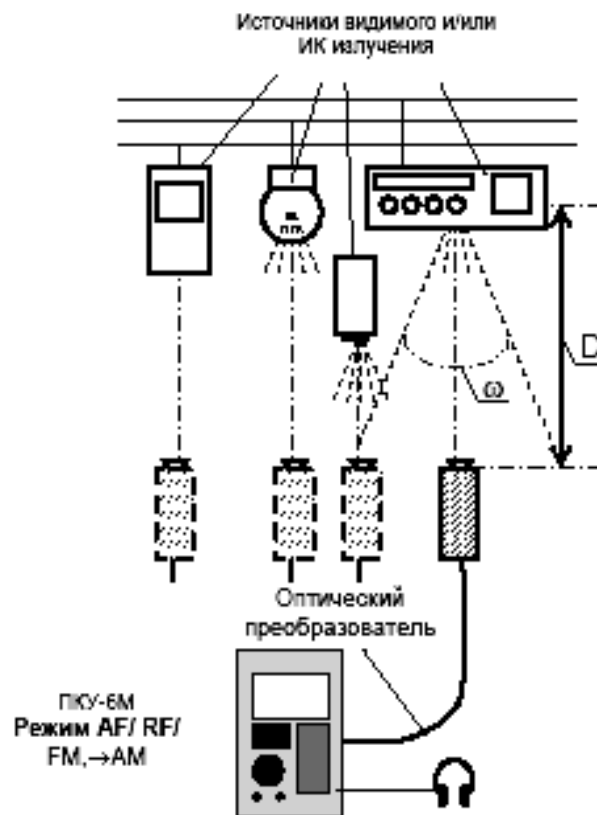 Источники видимого и/или
ИК излучения
D
ω
Оптический
преобразователь
ПКУ-6М
Режим AF/ RF/
FM,→AM